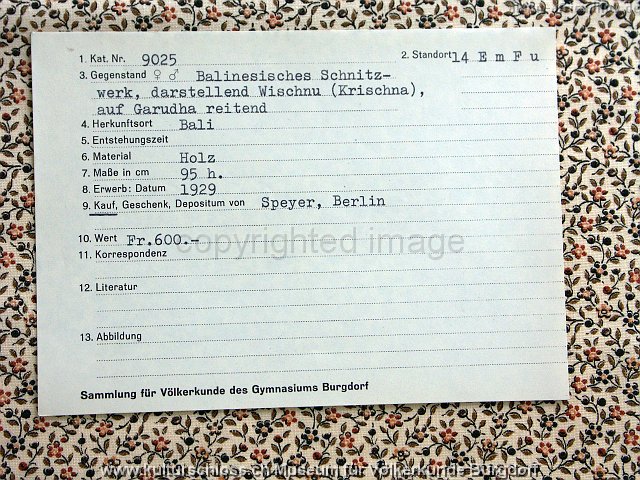 1. Kat. Nr. 9025 2. Standort 14 E m F u
3. Gegenstand ♀ ♂ Balinesisches Schnitz-
werk, darstellend Wischnu (Krischna),
auf Garudha reitend
4. Herkunftsort Bali
5. Entstehungszeit
6. Material Holz
7. Maße in cm 95 h.
8. Erwerb: Datum 1929
9. Kauf, Geschenk, Depositum von Speyer, Berlin
10. Wert Fr.600.-
copyrighted image
11. Korrespondenz
12. Literatur
13. Abbildung
Sammlung für Völkerkunde des Gymnasiums Burgdorf
www.kulturschloss.ch Museum für Völkerkunde Burgdorf